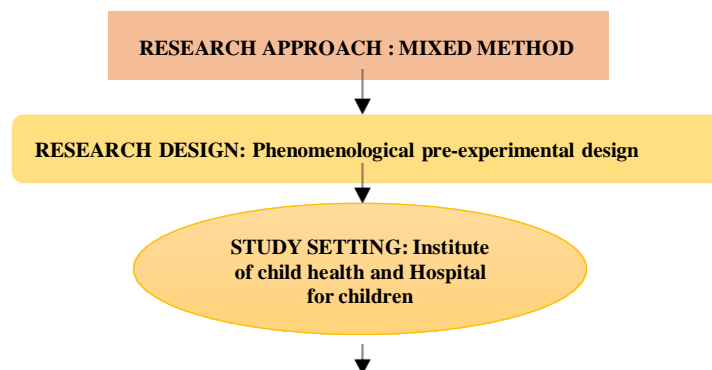 RESEARCH APPROACH : MIXED METHOD
RESEARCH DESIGN: Phenomenological pre-experimental design
STUDY SETTING: Institute
of child health and Hospital
for children